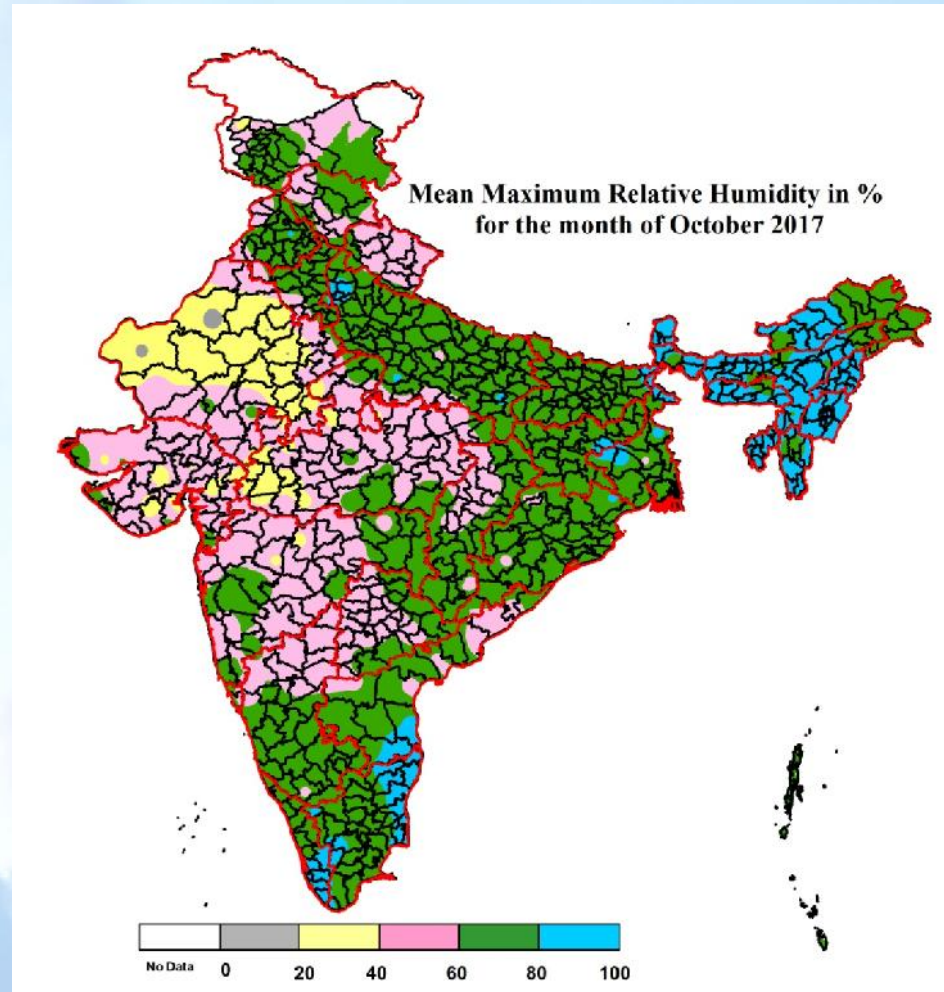 Mean Maximum Relative Humidity in %
for the month of October 2017
No Data 0 20 40 60 80 100